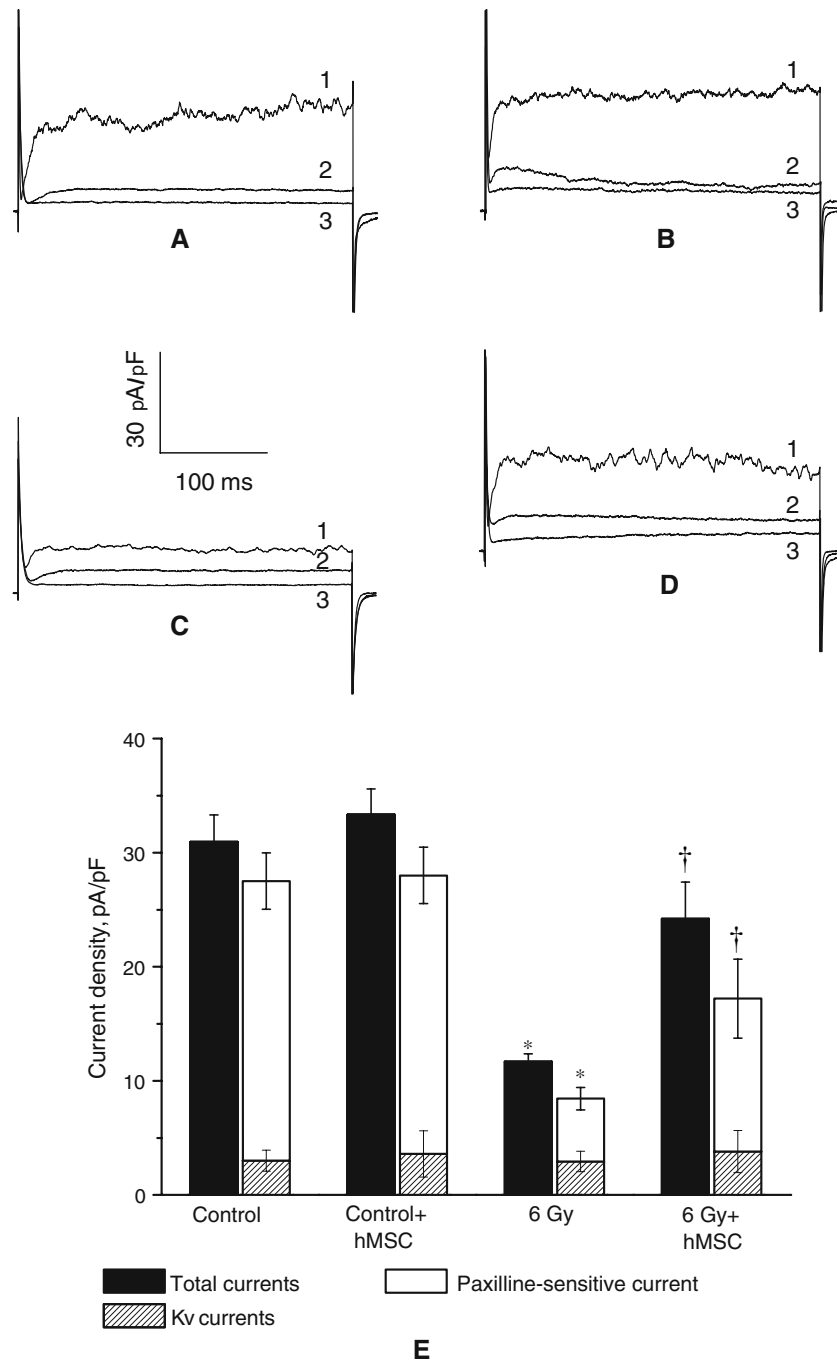 1
2
3
A
1
2
3
B
30 pA/pF
100 ms
1
2
3
C
1
2
3
D
Current density, pA/pF
40
30
20
10
0
†
†
*
*
Control
Control+
hMSC
6 Gy
6 Gy+
hMSC
Total currents
Paxilline-sensitive current
Kv currents
E